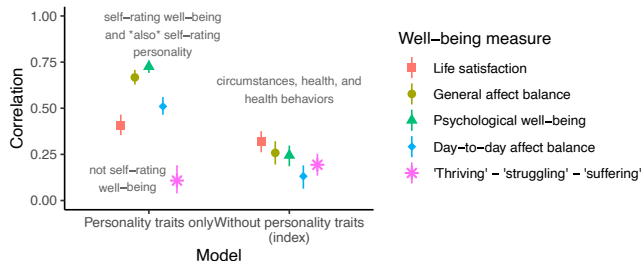 1.00
0.75
0.50
0.25
0.00
Correlation
self−rating well−being
and *also* self−rating
personality
circumstances, health, and
health behaviors
not self−rating
well−being
Personality traits only
Without personality traits
(index)
Model
Well−being measure
Life satisfaction
General affect balance
Psychological well−being
Day−to−day affect balance
'Thriving' − 'struggling' − 'suffering'